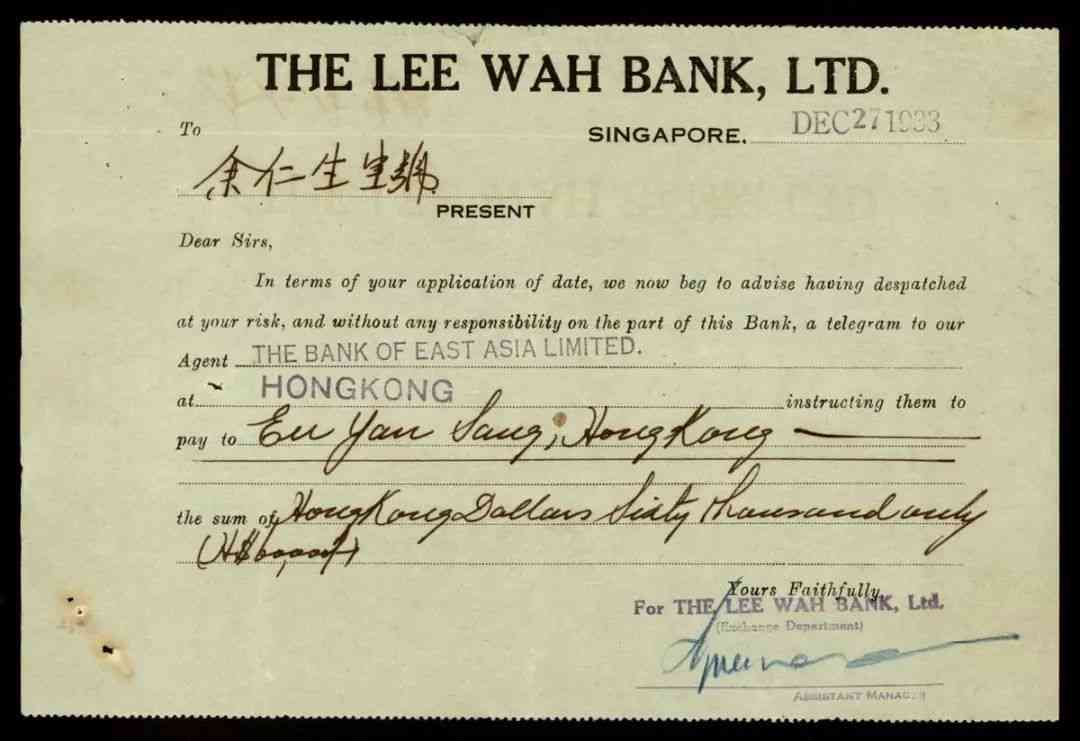 THE LEE WAH BANK, LTD.
To
SINGAPORE, DEC 27 1933
余仁生宝號
PRESENT
Dear Sirs,
In terms of your application of date, we now beg to advise having despatched
at your risk, and without any responsibility on the part of this Bank, a telegram to our
Agent THE BANK OF EAST ASIA LIMITED.
at HONGKONG instructing them to
pay to Eu Yan Sang, HongKong
the sum of HongKong Dollars Sixty Thousand only
(H$60,000/-)
Yours Faithfully
For THE LEE WAH BANK, Ltd.
(Exchange Department)
ASSISTANT MANAGER